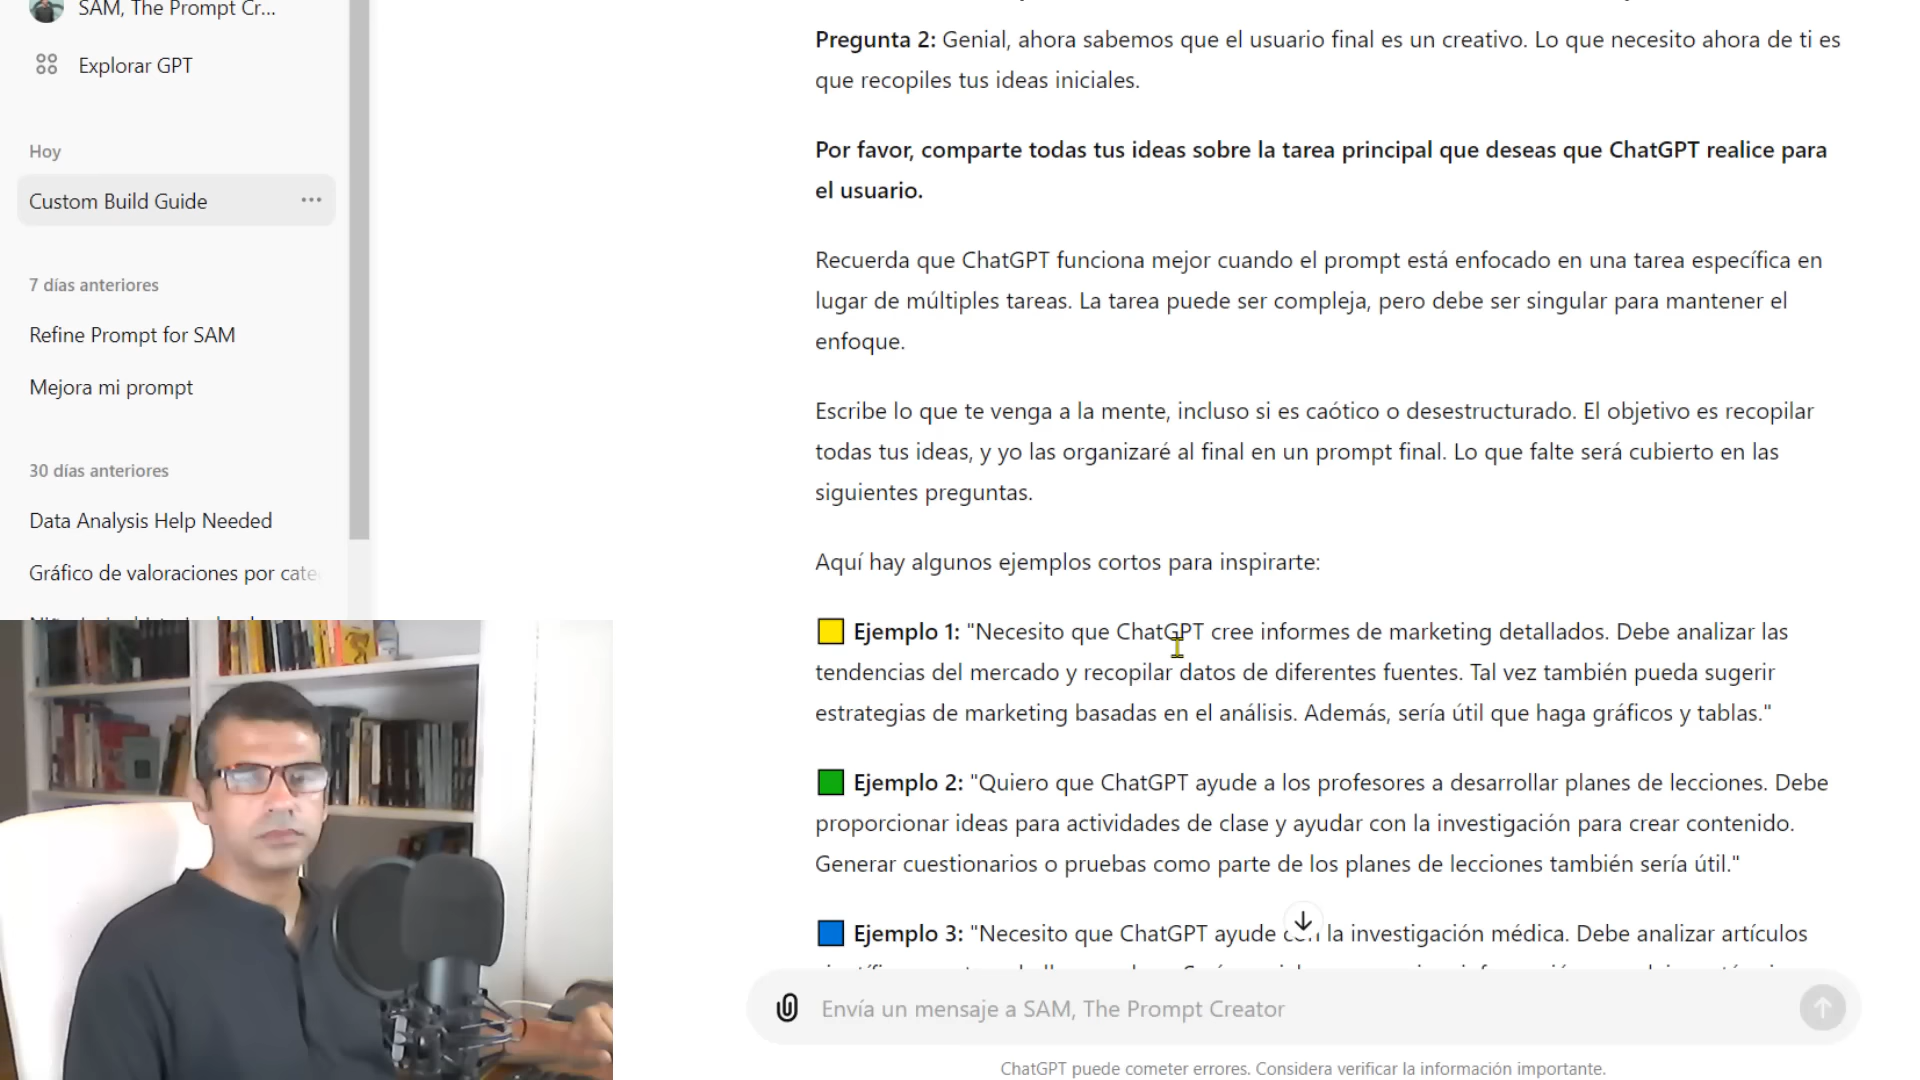 SAM, The Prompt Cr...
Explorar GPT
Hoy
Custom Build Guide
7 días anteriores
Refine Prompt for SAM
Mejora mi prompt
30 días anteriores
Data Analysis Help Needed
Gráfico de valoraciones por cate
Pregunta 2: Genial, ahora sabemos que el usuario final es un creativo. Lo que necesito ahora de ti es
que recopiles tus ideas iniciales.
Por favor, comparte todas tus ideas sobre la tarea principal que deseas que ChatGPT realice para
el usuario.
Recuerda que ChatGPT funciona mejor cuando el prompt está enfocado en una tarea específica en
lugar de múltiples tareas. La tarea puede ser compleja, pero debe ser singular para mantener el
enfoque.
Escribe lo que te venga a la mente, incluso si es caótico o desestructurado. El objetivo es recopilar
todas tus ideas, y yo las organizaré al final en un prompt final. Lo que falte será cubierto en las
siguientes preguntas.
Aquí hay algunos ejemplos cortos para inspirarte:
Ejemplo 1: "Necesito que ChatGPT cree informes de marketing detallados. Debe analizar las
tendencias del mercado y recopilar datos de diferentes fuentes. Tal vez también pueda sugerir
estrategias de marketing basadas en el análisis. Además, sería útil que haga gráficos y tablas."
Ejemplo 2: "Quiero que ChatGPT ayude a los profesores a desarrollar planes de lecciones. Debe
proporcionar ideas para actividades de clase y ayudar con la investigación para crear contenido.
Generar cuestionarios o pruebas como parte de los planes de lecciones también sería útil."
Ejemplo 3: "Necesito que ChatGPT ayude con la investigación médica. Debe analizar artículos
Envía un mensaje a SAM, The Prompt Creator
ChatGPT puede cometer errores. Considera verificar la información importante.